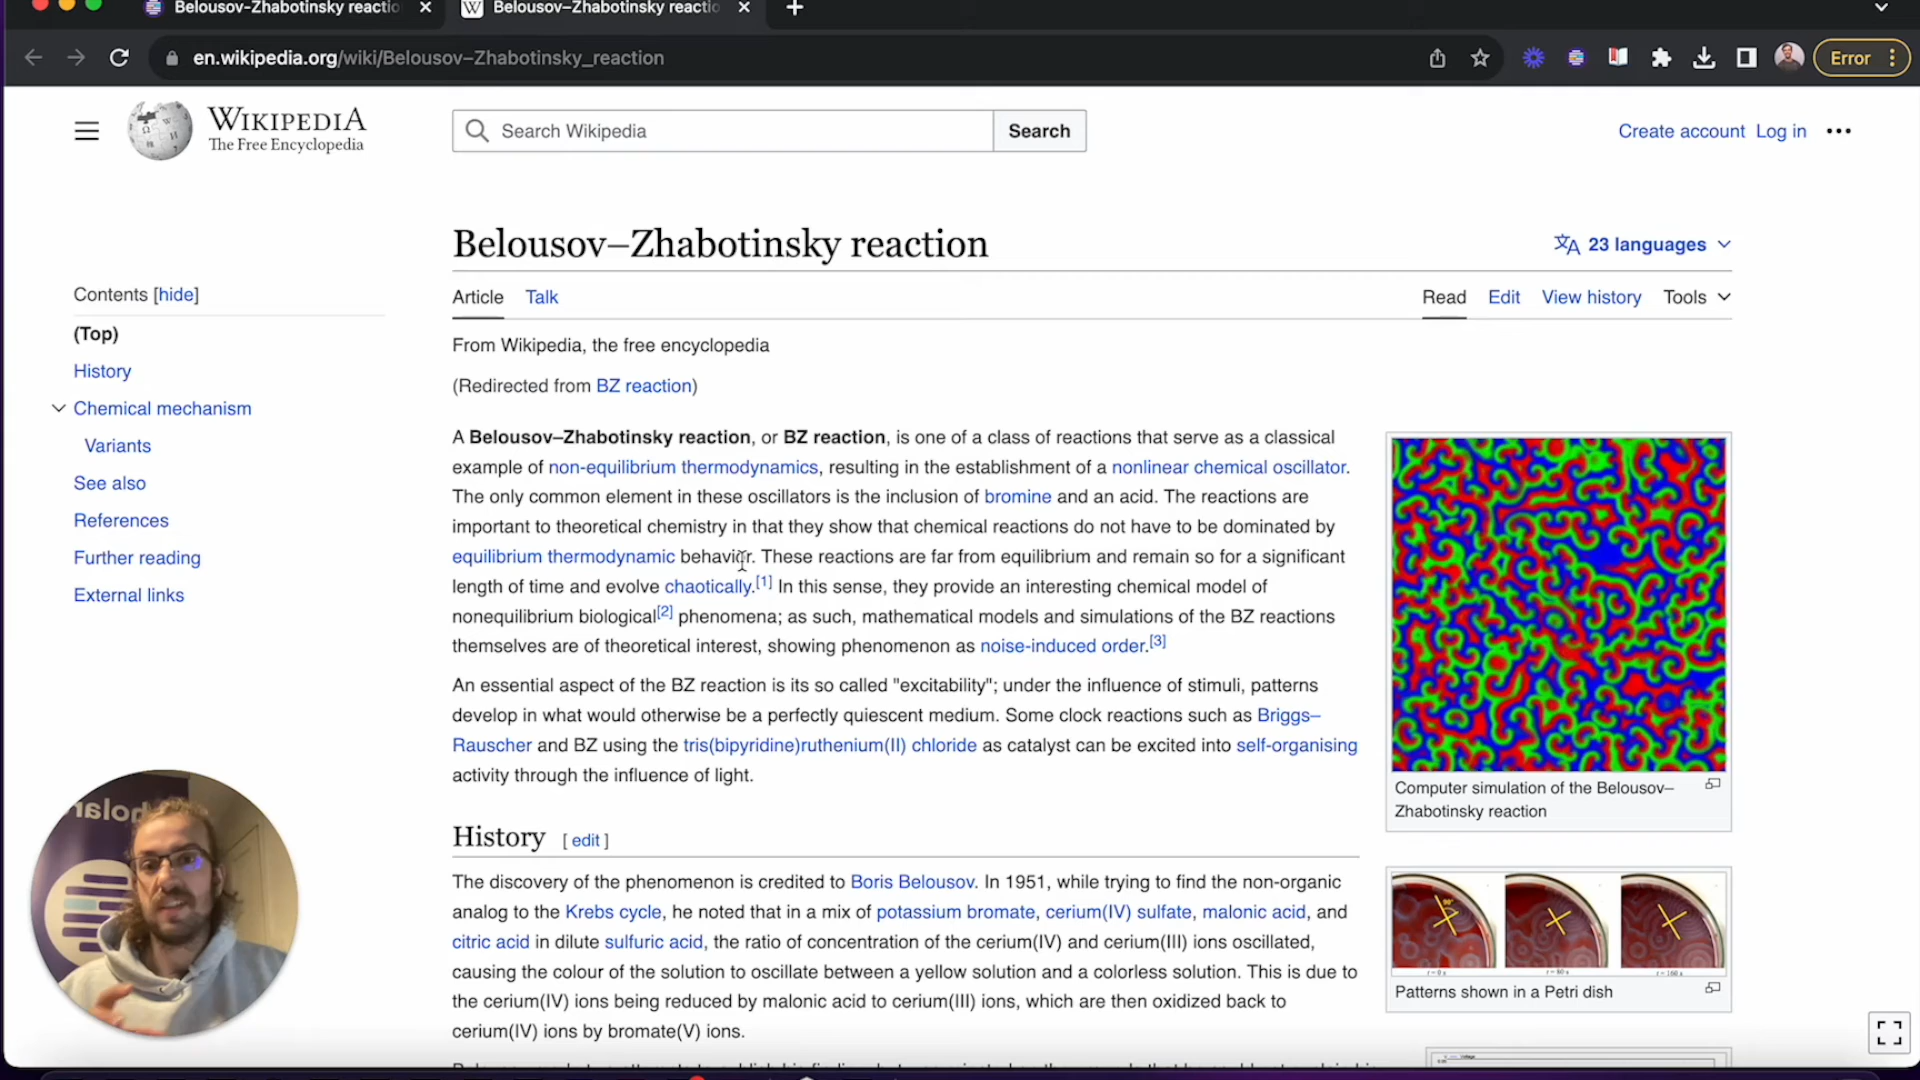 Belousov–Zhabotinsky reactio
Belousov–Zhabotinsky reactio
en.wikipedia.org/wiki/Belousov–Zhabotinsky_reaction
Error
WIKIPEDIA
The Free Encyclopedia
Search Wikipedia
Search
Create account
Log in
Belousov–Zhabotinsky reaction
23 languages
Contents [hide]
(Top)
History
Chemical mechanism
Variants
See also
References
Further reading
External links
Article
Talk
Read
Edit
View history
Tools
From Wikipedia, the free encyclopedia
(Redirected from BZ reaction)
A Belousov–Zhabotinsky reaction, or BZ reaction, is one of a class of reactions that serve as a classical
example of non-equilibrium thermodynamics, resulting in the establishment of a nonlinear chemical oscillator.
The only common element in these oscillators is the inclusion of bromine and an acid. The reactions are
important to theoretical chemistry in that they show that chemical reactions do not have to be dominated by
equilibrium thermodynamic behavior. These reactions are far from equilibrium and remain so for a significant
length of time and evolve chaotically.[1] In this sense, they provide an interesting chemical model of
nonequilibrium biological[2] phenomena; as such, mathematical models and simulations of the BZ reactions
themselves are of theoretical interest, showing phenomenon as noise-induced order.[3]
An essential aspect of the BZ reaction is its so called "excitability"; under the influence of stimuli, patterns
develop in what would otherwise be a perfectly quiescent medium. Some clock reactions such as Briggs–
Rauscher and BZ using the tris(bipyridine)ruthenium(II) chloride as catalyst can be excited into self-organising
activity through the influence of light.
Computer simulation of the Belousov–
Zhabotinsky reaction
History [ edit ]
The discovery of the phenomenon is credited to Boris Belousov. In 1951, while trying to find the non-organic
analog to the Krebs cycle, he noted that in a mix of potassium bromate, cerium(IV) sulfate, malonic acid, and
citric acid in dilute sulfuric acid, the ratio of concentration of the cerium(IV) and cerium(III) ions oscillated,
causing the colour of the solution to oscillate between a yellow solution and a colorless solution. This is due to
the cerium(IV) ions being reduced by malonic acid to cerium(III) ions, which are then oxidized back to
cerium(IV) ions by bromate(V) ions.
90°
t = 0 s
Patterns shown in a Petri dish